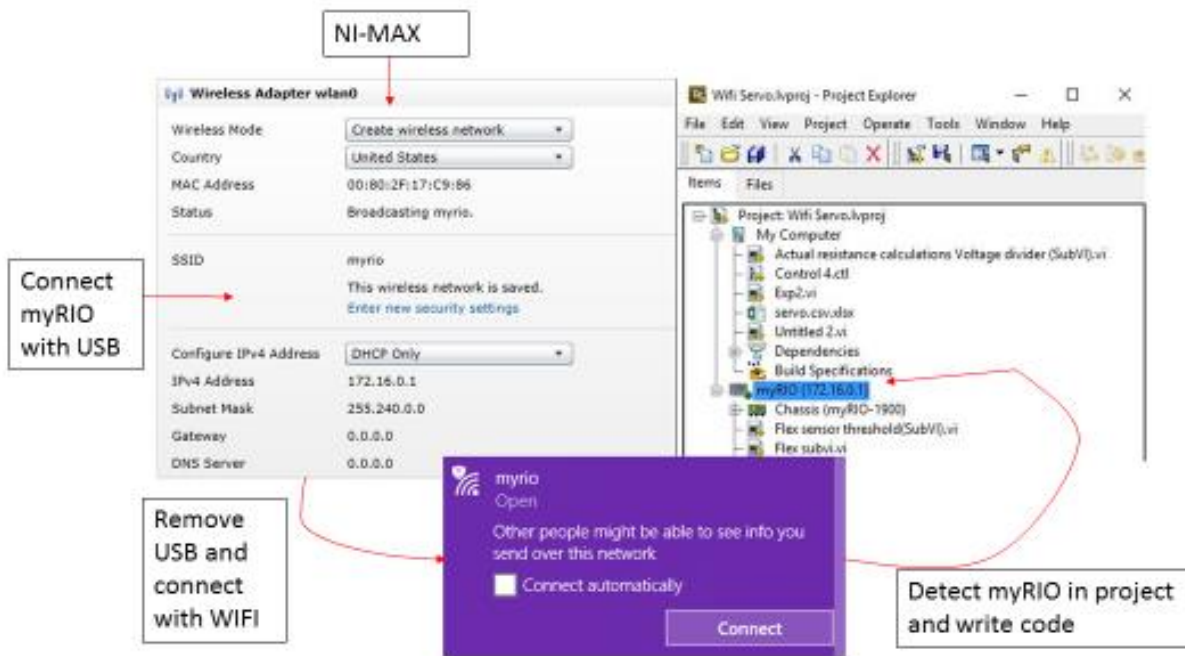 NI-MAX
Wireless Adapter wlan0
Wireless Mode Create wireless network
Country United States
MAC Address 00:80:2F:17:C9:86
Status Broadcasting myrio.
SSID myrio
This wireless network is saved.
Enter new security settings
Configure IPv4 Address DHCP Only
IPv4 Address 172.16.0.1
Subnet Mask 255.240.0.0
Gateway 0.0.0.0
DNS Server 0.0.0.0
Connect
myRIO
with USB
Wifi Servo.lvproj - Project Explorer
File Edit View Project Operate Tools Window Help
Items Files
Project: Wifi Servo.lvproj
My Computer
Actual resistance calculations Voltage divider (SubVI).vi
Control 4.ctl
Exp2.vi
servo.csv.xlsx
Untitled 2.vi
Dependencies
Build Specifications
myRIO (172.16.0.1)
Chassis (myRIO-1900)
Flex sensor threshold(SubVI).vi
Flex subvi.vi
Remove
USB and
connect
with WIFI
myrio
Open
Other people might be able to see info you
send over this network
Connect automatically
Connect
Detect myRIO in project
and write code